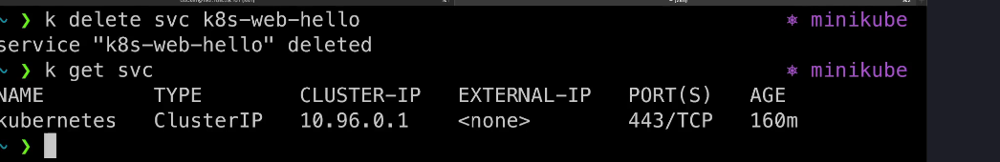 ~ ❯ k delete svc k8s-web-hello ⎈ minikube
service "k8s-web-hello" deleted
~ ❯ k get svc ⎈ minikube
NAME TYPE CLUSTER-IP EXTERNAL-IP PORT(S) AGE
kubernetes ClusterIP 10.96.0.1 <none> 443/TCP 160m
~ ❯